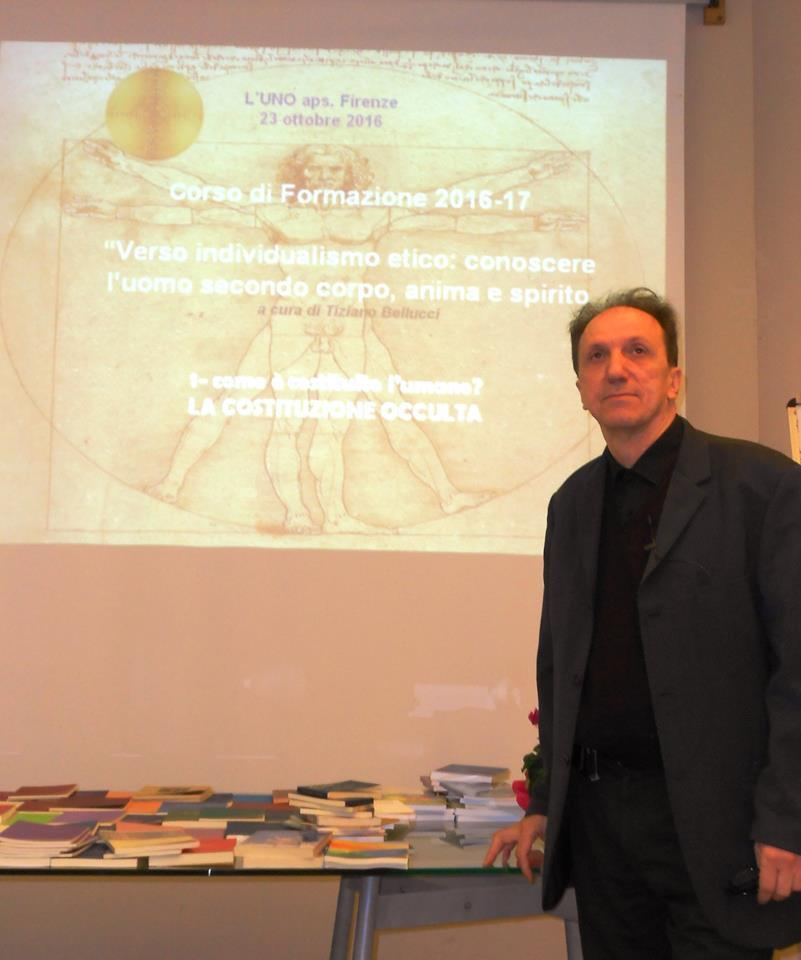 L'UNO aps. Firenze
23 ottobre 2016
Corso di Formazione 2016-17
“Verso individualismo etico: conoscere
l'uomo secondo corpo, anima e spirito
a cura di Tiziano Bellucci
1- come è costituito l'umano?
LA COSTITUZIONE OCCULTA